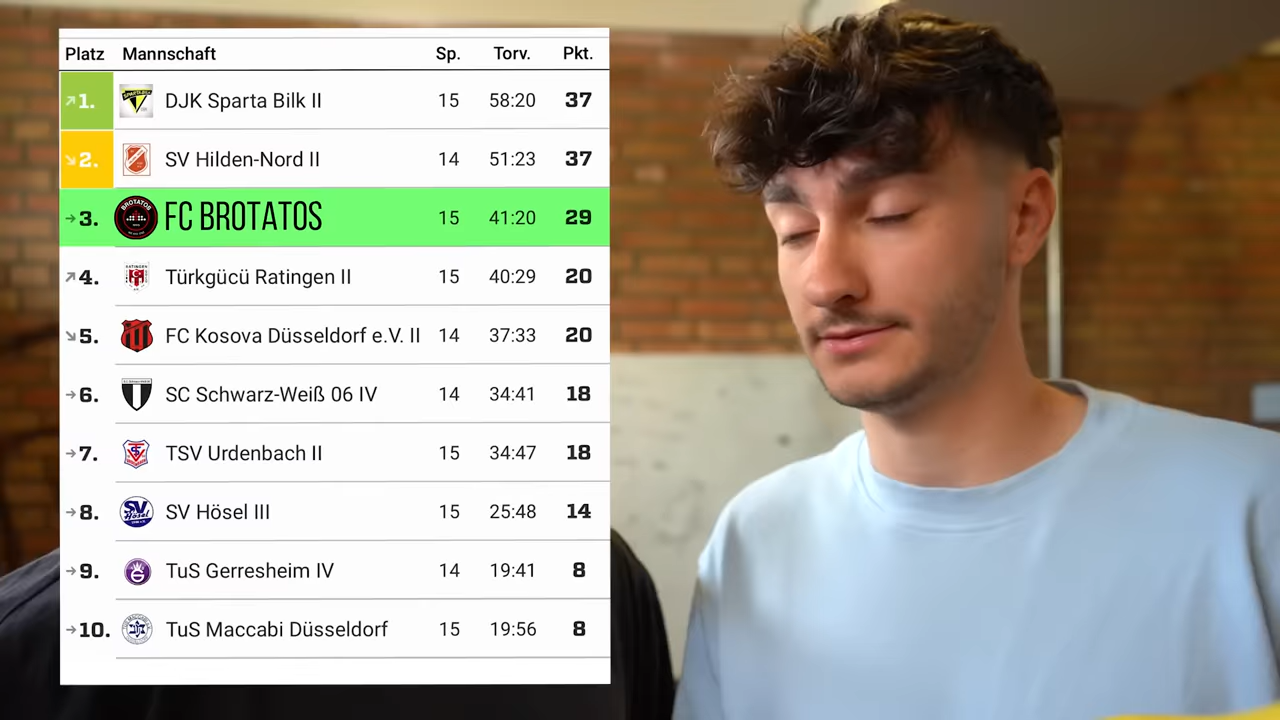 Platz Mannschaft Sp. Torv. Pkt.
1. DJK Sparta Bilk II 15 58:20 37
2. SV Hilden-Nord II 14 51:23 37
3. BROTATOS FC BROTATOS 15 41:20 29
4. RATINGEN Türkgücü Ratingen II 15 40:29 20
5. FC Kosova Düsseldorf e.V. II 14 37:33 20
6. SC Schwarz-Weiß 06 IV 14 34:41 18
7. TSV Urdenbach II 15 34:47 18
8. SV Hösel SV Hösel III 15 25:48 14
9. TuS Gerresheim IV 14 19:41 8
10. TuS Maccabi Düsseldorf 15 19:56 8